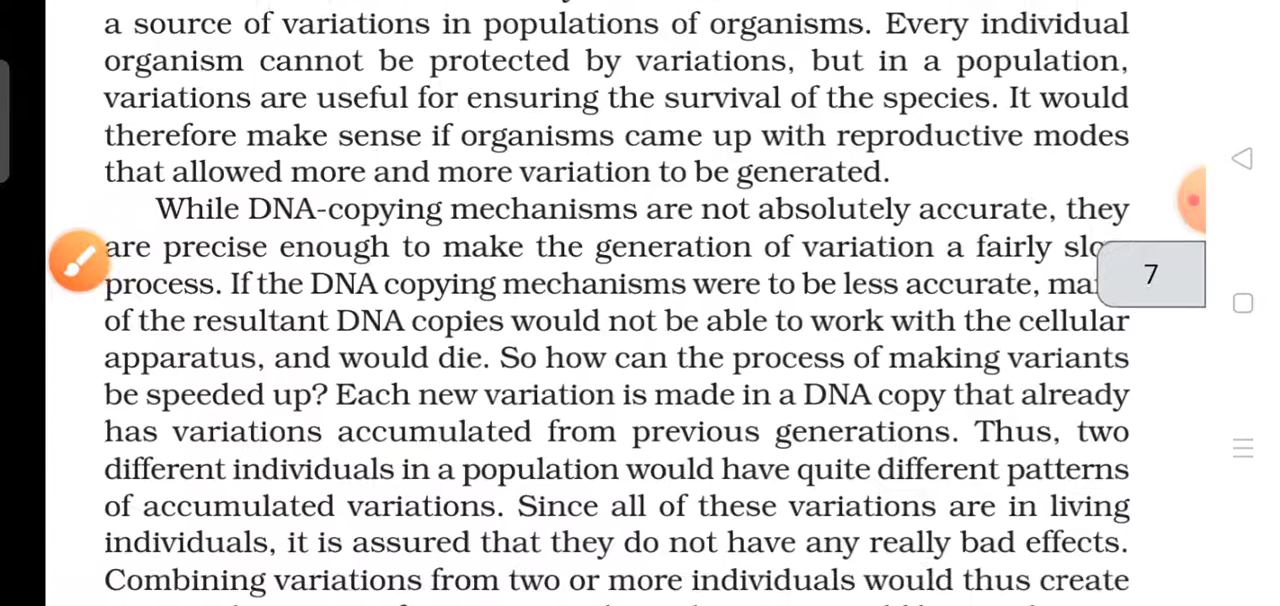 a source of variations in populations of organisms. Every individual
organism cannot be protected by variations, but in a population,
variations are useful for ensuring the survival of the species. It would
therefore make sense if organisms came up with reproductive modes
that allowed more and more variation to be generated.
While DNA-copying mechanisms are not absolutely accurate, they
are precise enough to make the generation of variation a fairly
7
process. If the DNA copying mechanisms were to be less accurate,
of the resultant DNA copies would not be able to work with the cellular
apparatus, and would die. So how can the process of making variants
be speeded up? Each new variation is made in a DNA copy that already
has variations accumulated from previous generations. Thus, two
different individuals in a population would have quite different patterns
of accumulated variations. Since all of these variations are in living
individuals, it is assured that they do not have any really bad effects.
Combining variations from two or more individuals would thus create